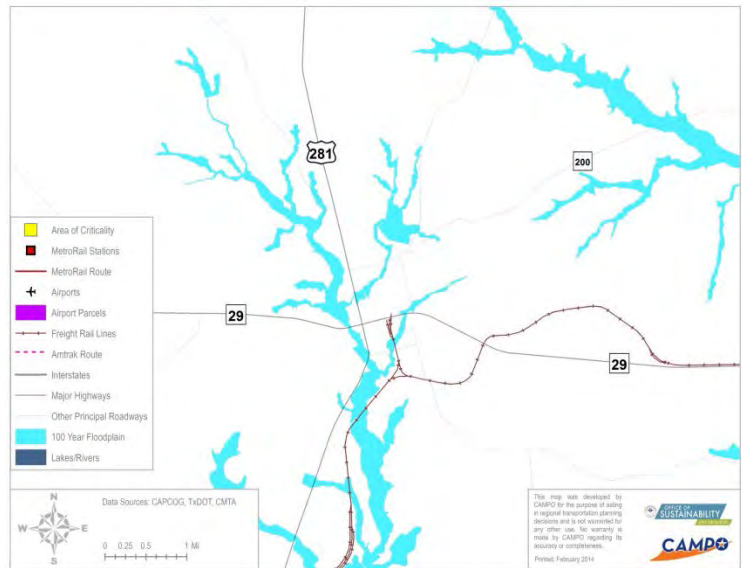 281
200
29
29
Area of Criticality
MetroRail Stations
MetroRail Route
Airports
Airport Parcels
Freight Rail Lines
Amtrak Route
Interstates
Major Highways
Other Principal Roadways
100 Year Floodplain
Lakes/Rivers
N
W E
S
Data Sources: CAPCOG, TxDOT, CMTA
0 0.25 0.5 1 Mi
This map was developed by
CAMPO for the purpose of aiding
in regional transportation planning
decisions and is not warranted for
any other use. No warranty is
made by CAMPO regarding its
accuracy or completeness.
Printed: February 2014
OFFICE OF
SUSTAINABILITY
CAMPO